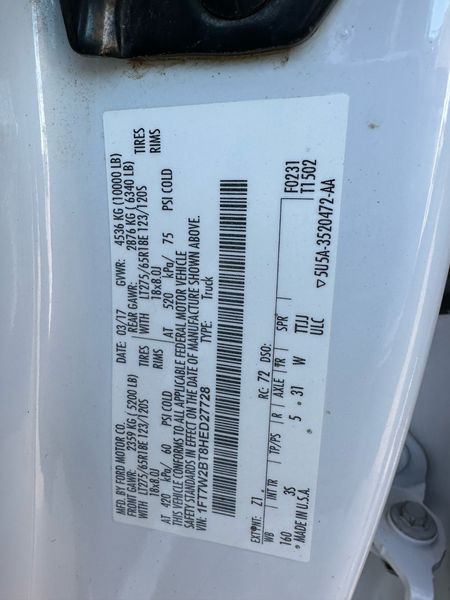 MFD. BY FORD MOTOR CO.
DATE: 03/17 GVWR: 4536 KG (10000 LB)
FRONT GAWR: 2359KG (5200 LB) REAR GAWR: 2876 KG (6340 LB)
LT275/65R18E 123/120S TIRES WITH LT275/65R18E 123/120S TIRES
18x8.0J RIMS 18x8.0J RIMS
AT 420 kPa/ 60 PSI COLD AT 520 kPa/ 75 PSI COLD
THIS VEHICLE CONFORMS TO ALL APPLICABLE FEDERAL MOTOR VEHICLE
SAFETY STANDARDS IN EFFECT ON THE DATE OF MANUFACTURE SHOWN ABOVE.
VIN: 1FT7W2BT8HED27728
TYPE: Truck
F0231
T1502
EXT PNT: Z1 RC: 72 DSO:
WB INT TR TP/PS R AXLE TR SPR
160 3S 5 31 W TTJJ
MADE IN U.S.A. ULC
▽5U5A-3520472-AA